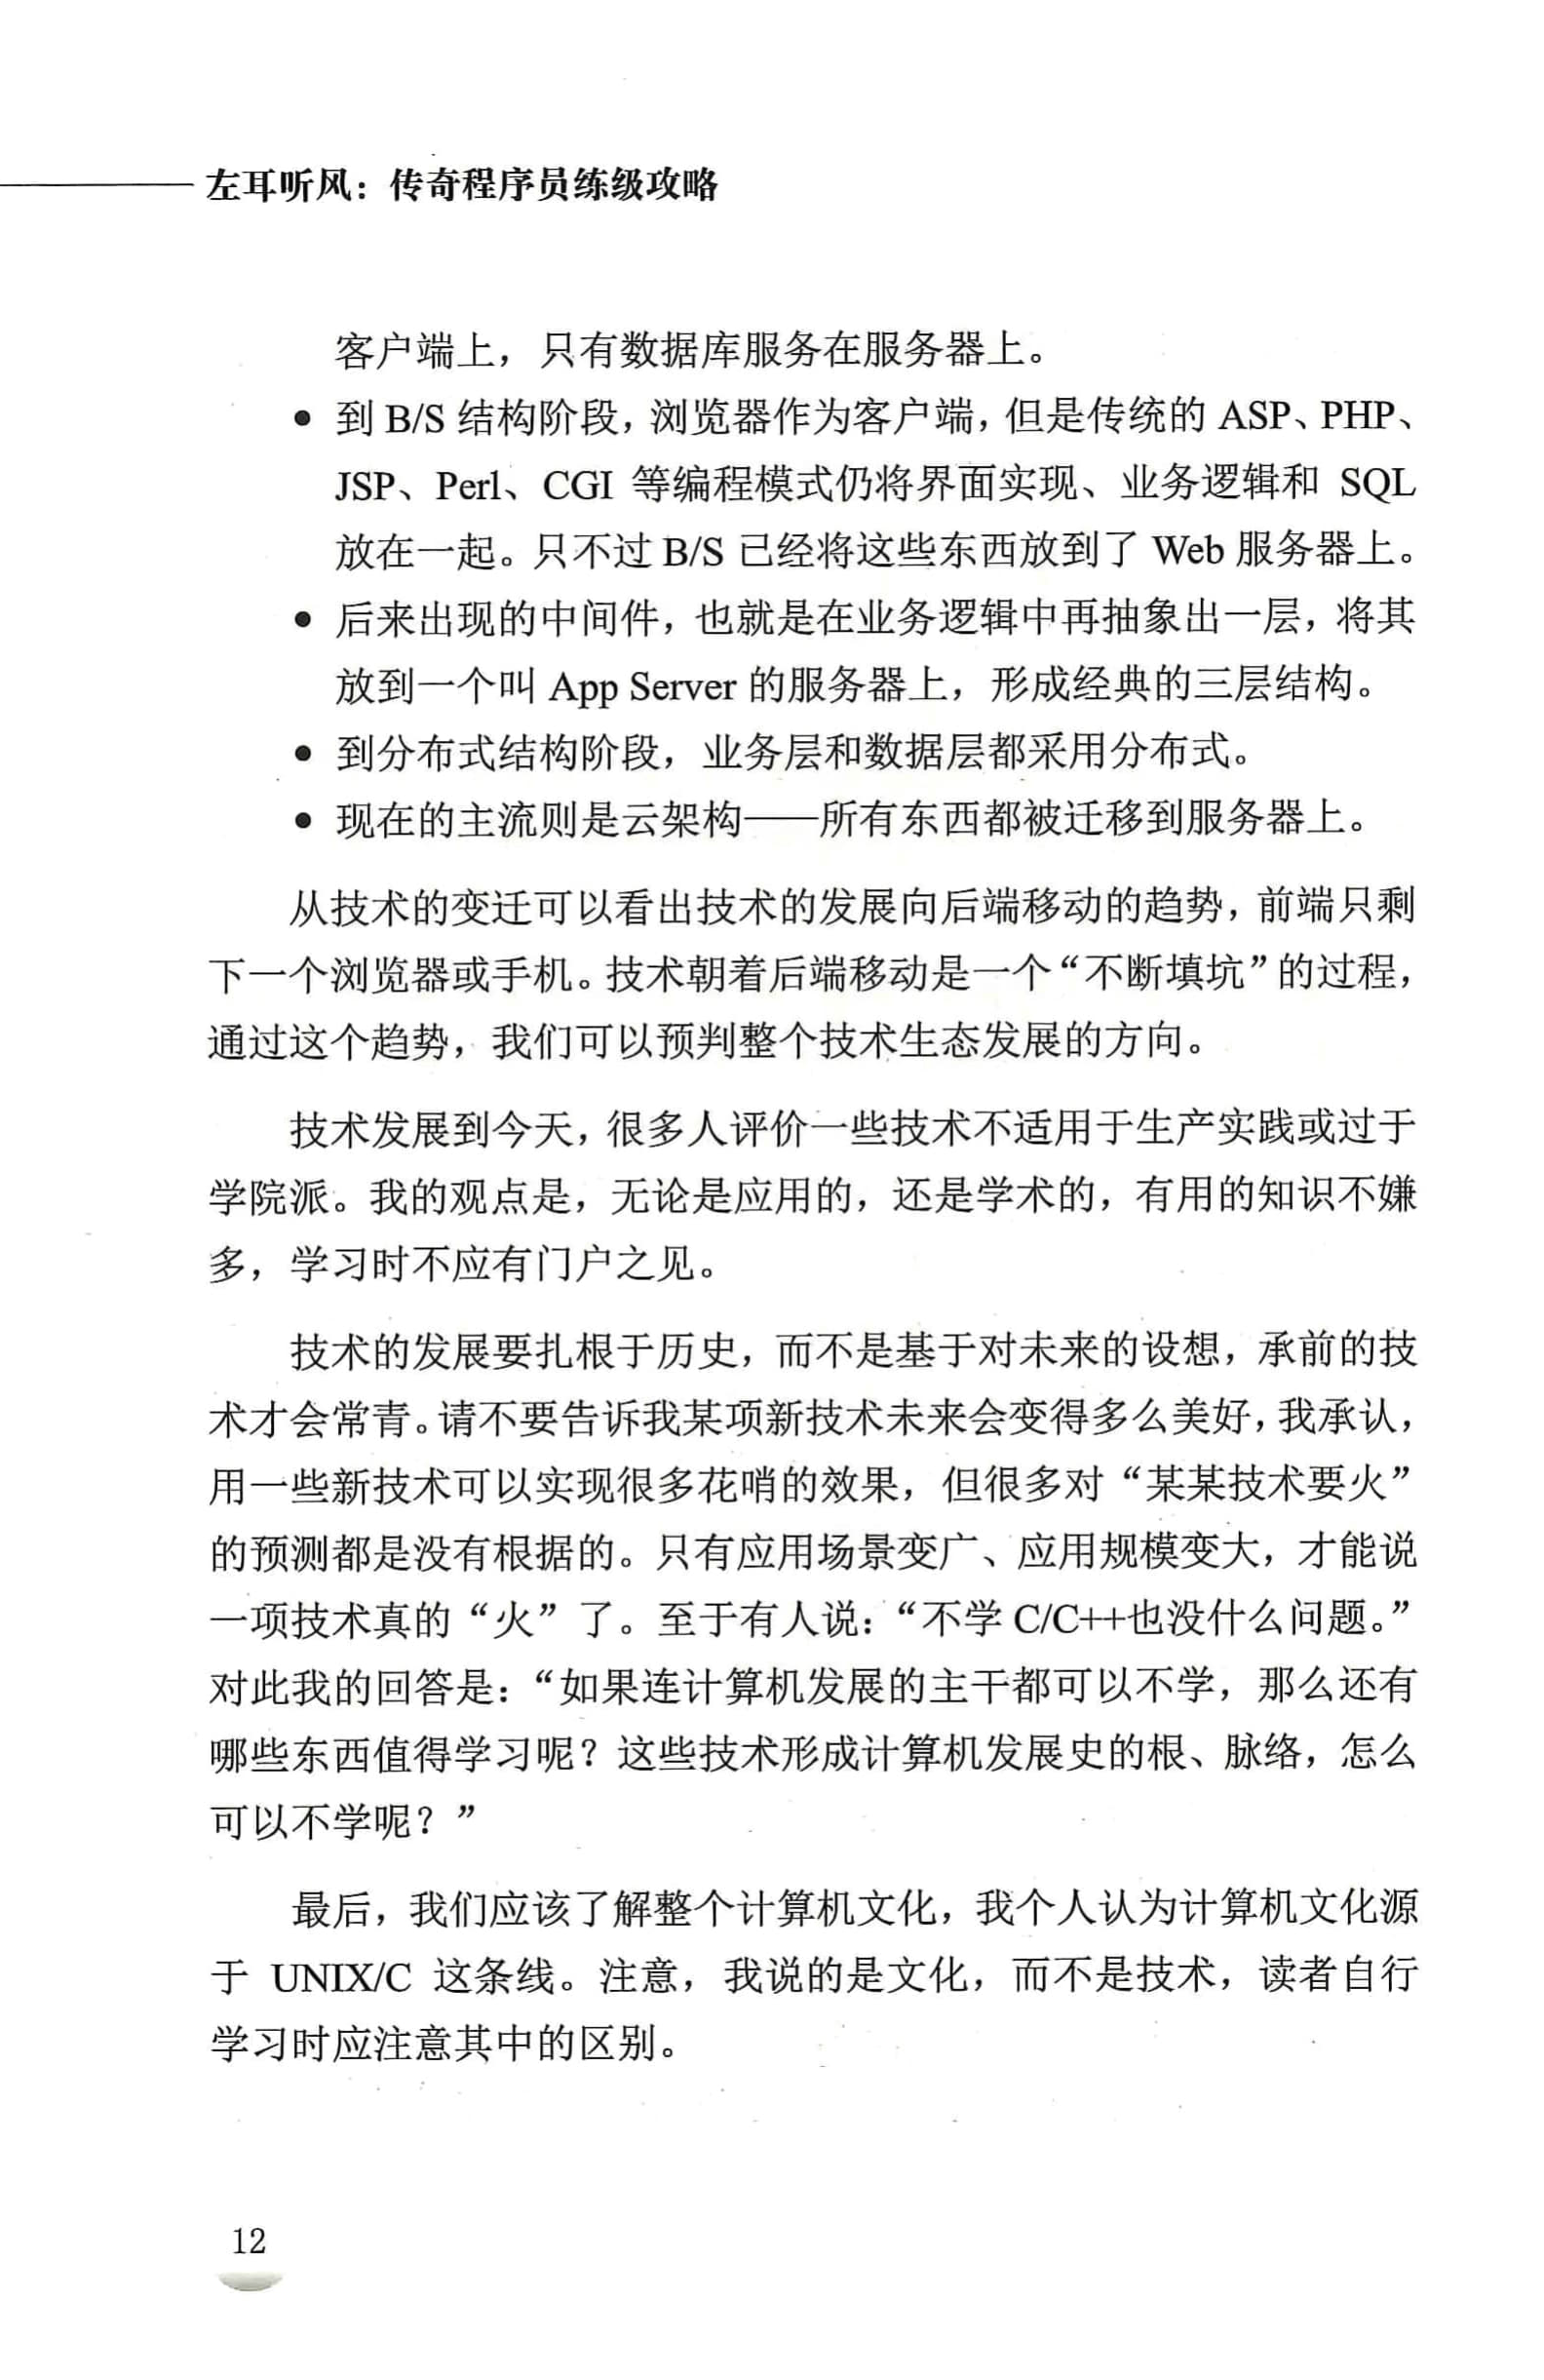 左耳听风：传奇程序员练级攻略
客户端上，只有数据库服务在服务器上。
● 到 B/S 结构阶段，浏览器作为客户端，但是传统的 ASP、PHP、
JSP、Perl、CGI 等编程模式仍将界面实现、业务逻辑和 SQL
放在一起。只不过 B/S 已经将这些东西放到了 Web 服务器上。
● 后来出现的中间件，也就是在业务逻辑中再抽象出一层，将其
放到一个叫 App Server 的服务器上，形成经典的三层结构。
● 到分布式结构阶段，业务层和数据层都采用分布式。
● 现在的主流则是云架构——所有东西都被迁移到服务器上。
从技术的变迁可以看出技术的发展向后端移动的趋势，前端只剩
下一个浏览器或手机。技术朝着后端移动是一个“不断填坑”的过程，
通过这个趋势，我们可以预判整个技术生态发展的方向。
技术发展到今天，很多人评价一些技术不适用于生产实践或过于
学院派。我的观点是，无论是应用的，还是学术的，有用的知识不嫌
多，学习时不应有门户之见。
技术的发展要扎根于历史，而不是基于对未来的设想，承前的技
术才会常青。请不要告诉我某项新技术未来会变得多么美好，我承认，
用一些新技术可以实现很多花哨的效果，但很多对“某某技术要火”
的预测都是没有根据的。只有应用场景变广、应用规模变大，才能说
一项技术真的“火”了。至于有人说：“不学 C/C++也没什么问题。”
对此我的回答是：“如果连计算机发展的主干都可以不学，那么还有
哪些东西值得学习呢？这些技术形成计算机发展史的根、脉络，怎么
可以不学呢？”
最后，我们应该了解整个计算机文化，我个人认为计算机文化源
于 UNIX/C 这条线。注意，我说的是文化，而不是技术，读者自行
学习时应注意其中的区别。
12